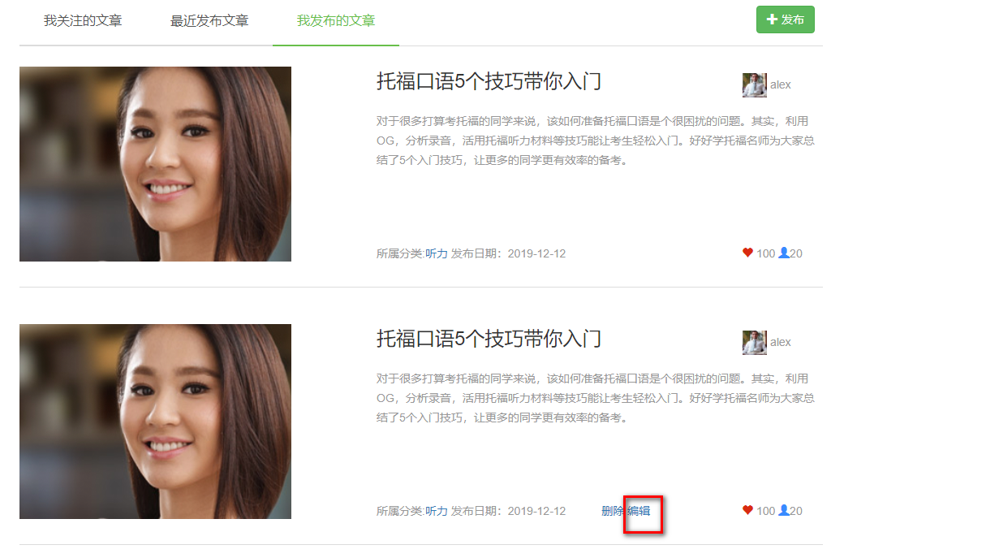 我关注的文章 最近发布文章 我发布的文章 发布
托福口语5个技巧带你入门 alex
对于很多打算考托福的同学来说，该如何准备托福口语是个很困扰的问题。其实，利用
OG，分析录音，活用托福听力材料等技巧能让考生轻松入门。好好学托福名师为大家总
结了5个入门技巧，让更多的同学更有效率的备考。
所属分类:听力 发布日期：2019-12-12 100 20
托福口语5个技巧带你入门 alex
对于很多打算考托福的同学来说，该如何准备托福口语是个很困扰的问题。其实，利用
OG，分析录音，活用托福听力材料等技巧能让考生轻松入门。好好学托福名师为大家总
结了5个入门技巧，让更多的同学更有效率的备考。
所属分类:听力 发布日期：2019-12-12 删除 编辑 100 20